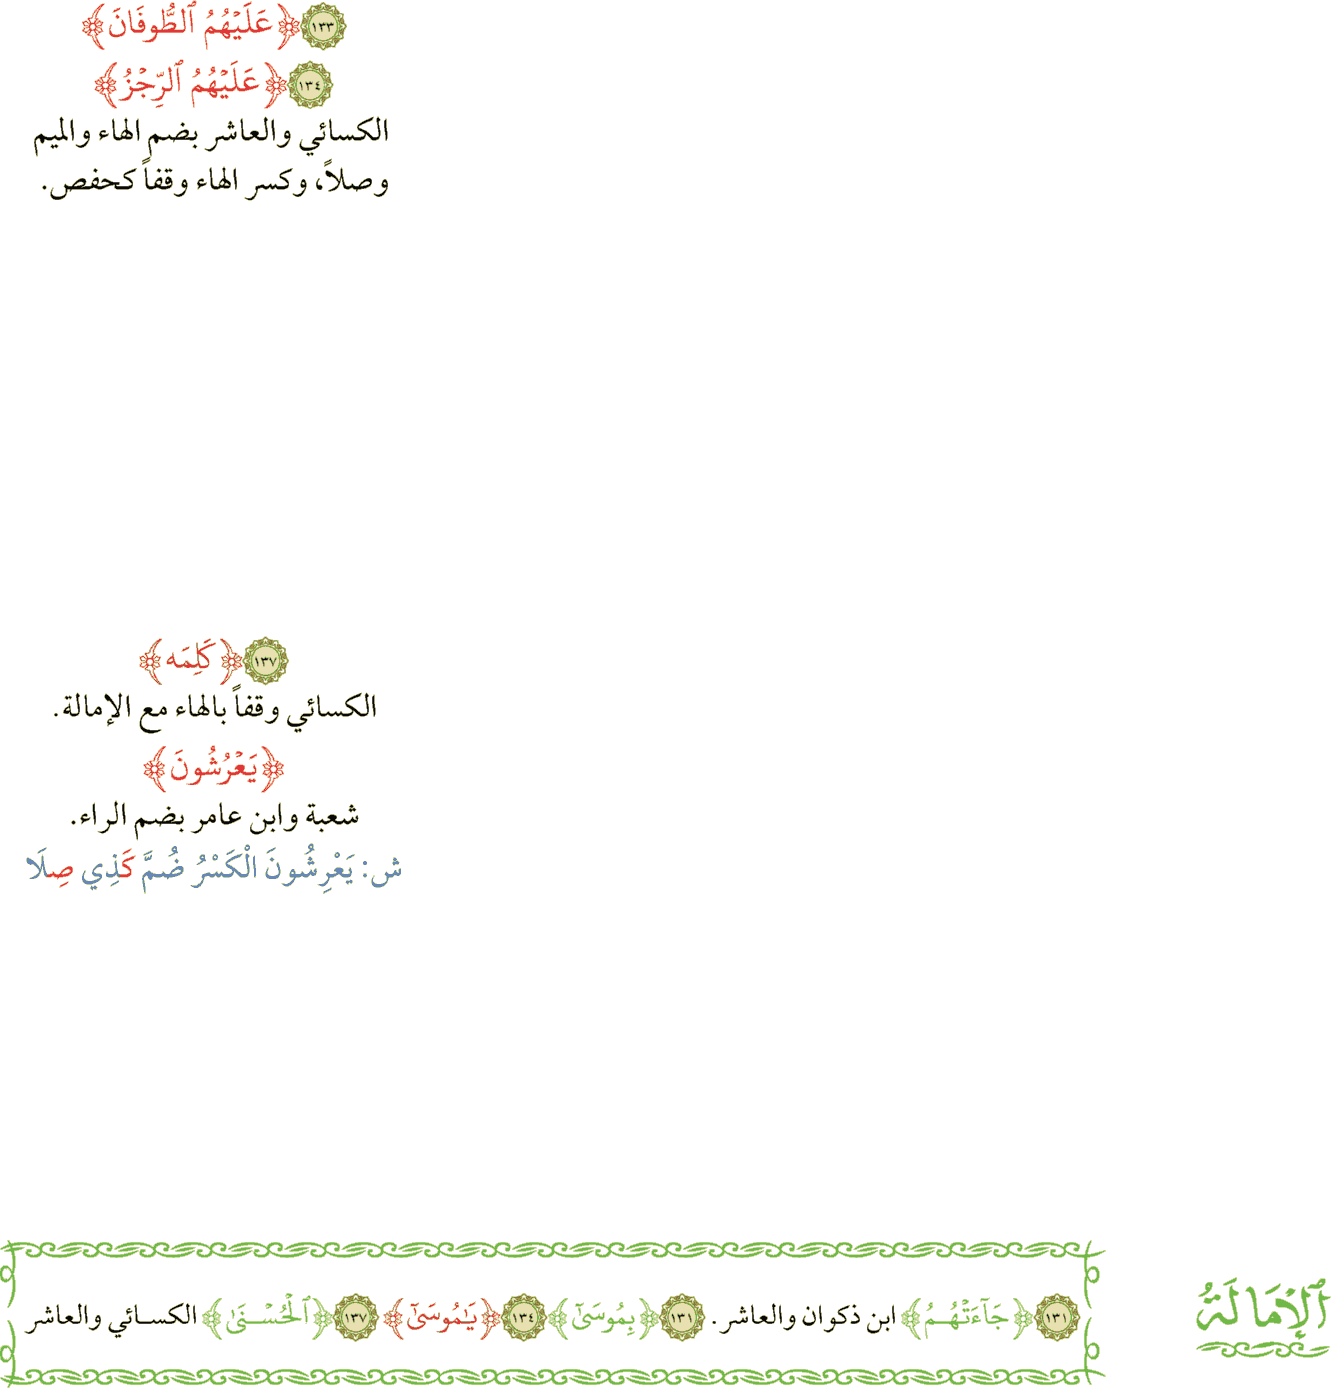 ١٣٣ ﴿عَلَيْهُمُ ٱلطُّوفَانَ﴾
١٣٤ ﴿عَلَيْهُمُ ٱلرِّجْزُ﴾
الكسائي والعاشر بضم الهاء والميم
وصلاً، وكسر الهاء وقفاً كحفص.
١٣٧ ﴿كَلِمَه﴾
الكسائي وقفاً بالهاء مع الإمالة.
﴿يَعْرُشُونَ﴾
شعبة وابن عامر بضم الراء.
ش: يَعْرِشُونَ الْكَسْرُ ضُمَّ كَذِي صِلَا
ٱلْإِمَالَةُ
١٣١ ﴿جَآءَتْهُمُ﴾ ابن ذكوان والعاشر. ١٣١ ﴿بِمُوسَىٰٓ﴾ ١٣٤ ﴿يَٰمُوسَىٰٓ﴾ ١٣٧ ﴿ٱلْحُسْنَىٰ﴾ الكسائي والعاشر